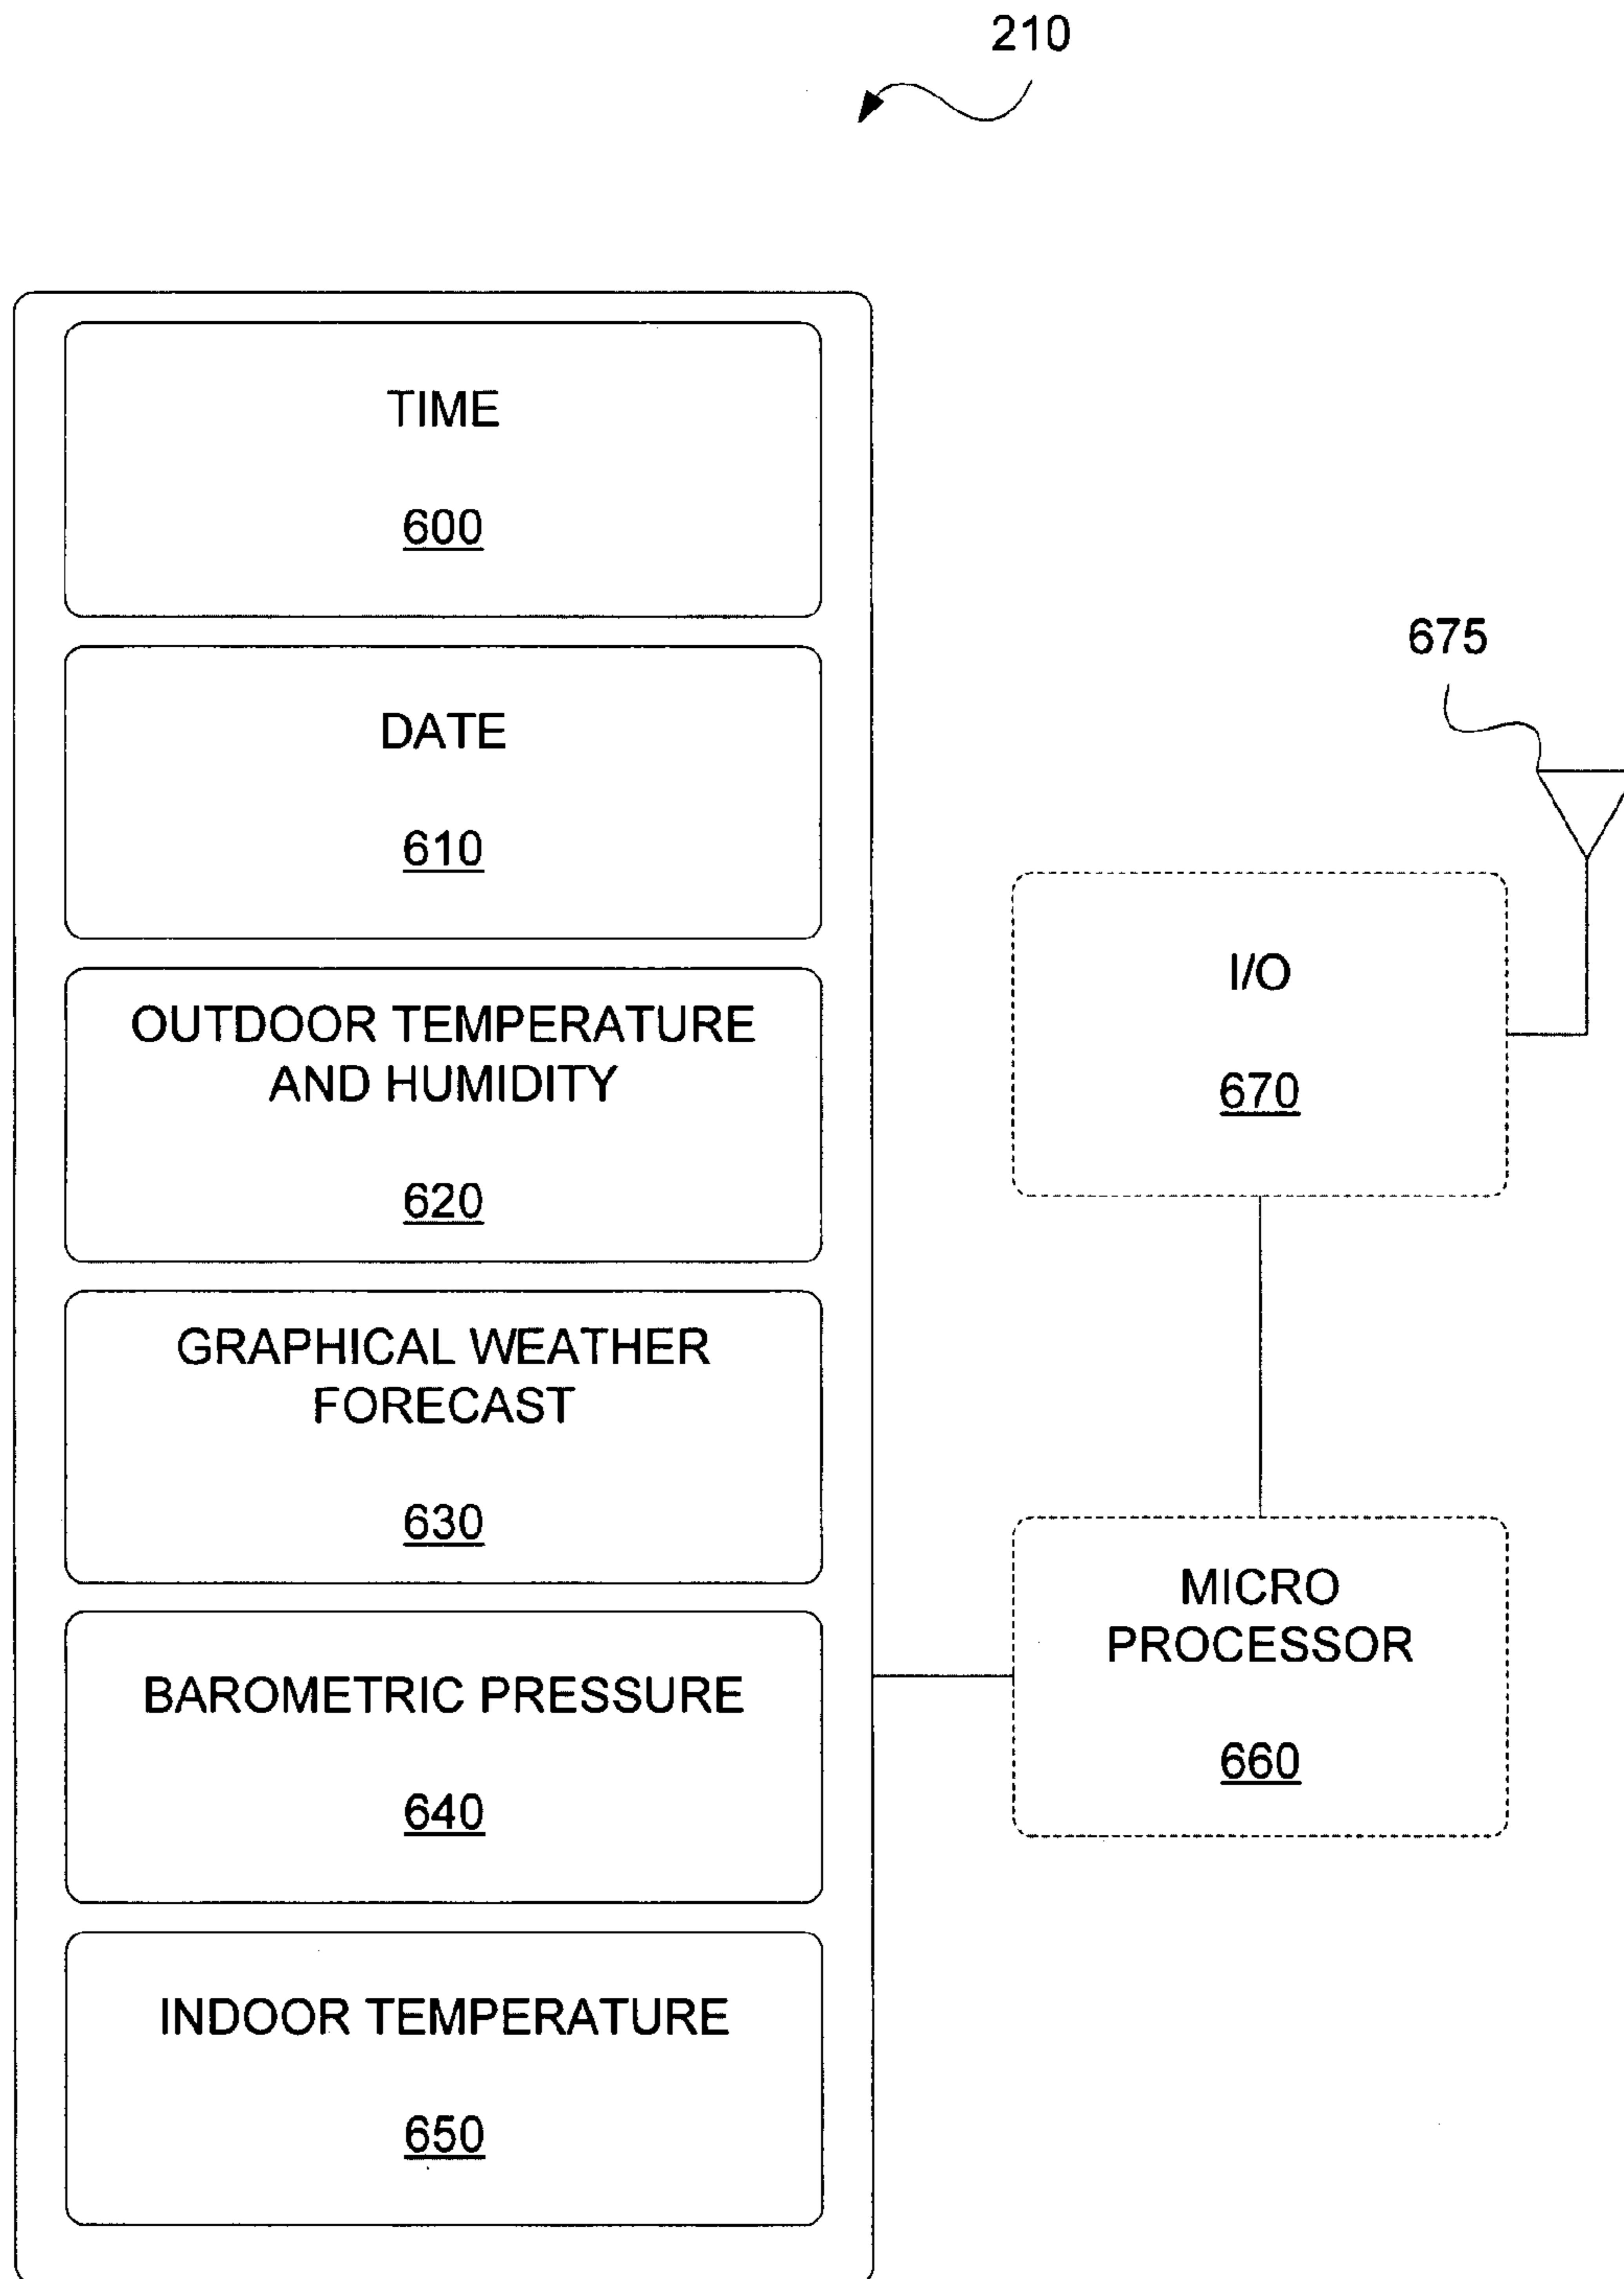 210
TIME
600
DATE
610
OUTDOOR TEMPERATURE
AND HUMIDITY
620
GRAPHICAL WEATHER
FORECAST
630
BAROMETRIC PRESSURE
640
INDOOR TEMPERATURE
650
675
I/O
670
MICRO
PROCESSOR
660